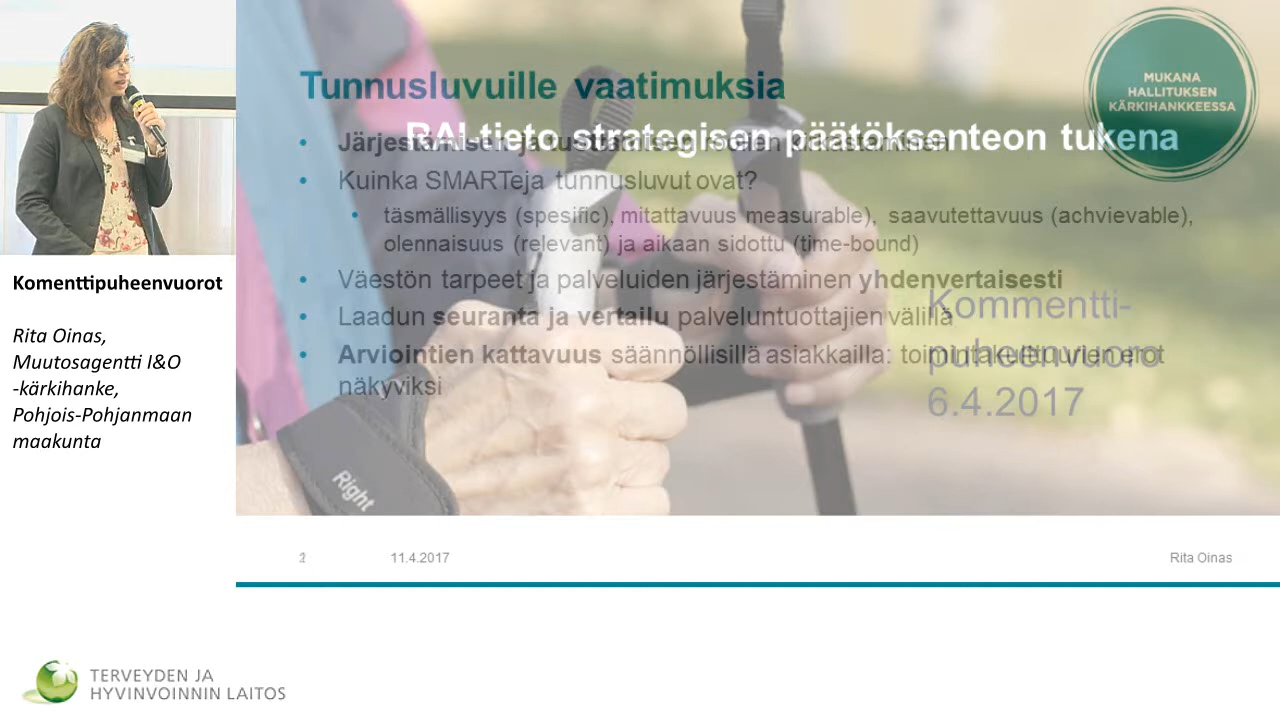 Komenttipuheenvuorot
Rita Oinas,
Muutosagentti I&O
-kärkihanke,
Pohjois-Pohjanmaan
maakunta
Tunnusluvuille vaatimuksia
RAI-tieto strategisen päätöksenteon tukena
MUKANA
HALLITUKSEN
KÄRKIHANKKEESSA
Kuinka SMARTeja tunnusluvut ovat?
täsmällisyys (spesific), mitattavuus measurable), saavutettavuus (achvievable),
olennaisuus (relevant) ja aikaan sidottu (time-bound)
Väestön tarpeet ja palveluiden järjestäminen yhdenvertaisesti
Laadun seuranta ja vertailu palveluntuottajien välillä
Arviointien kattavuus säännöllisillä asiakkailla: toimintakulttuurien erot
näkyviksi
Kommentti-
puheenvuoro
6.4.2017
Right
11.4.2017
Rita Oinas
TERVEYDEN JA
HYVINVOINNIN LAITOS